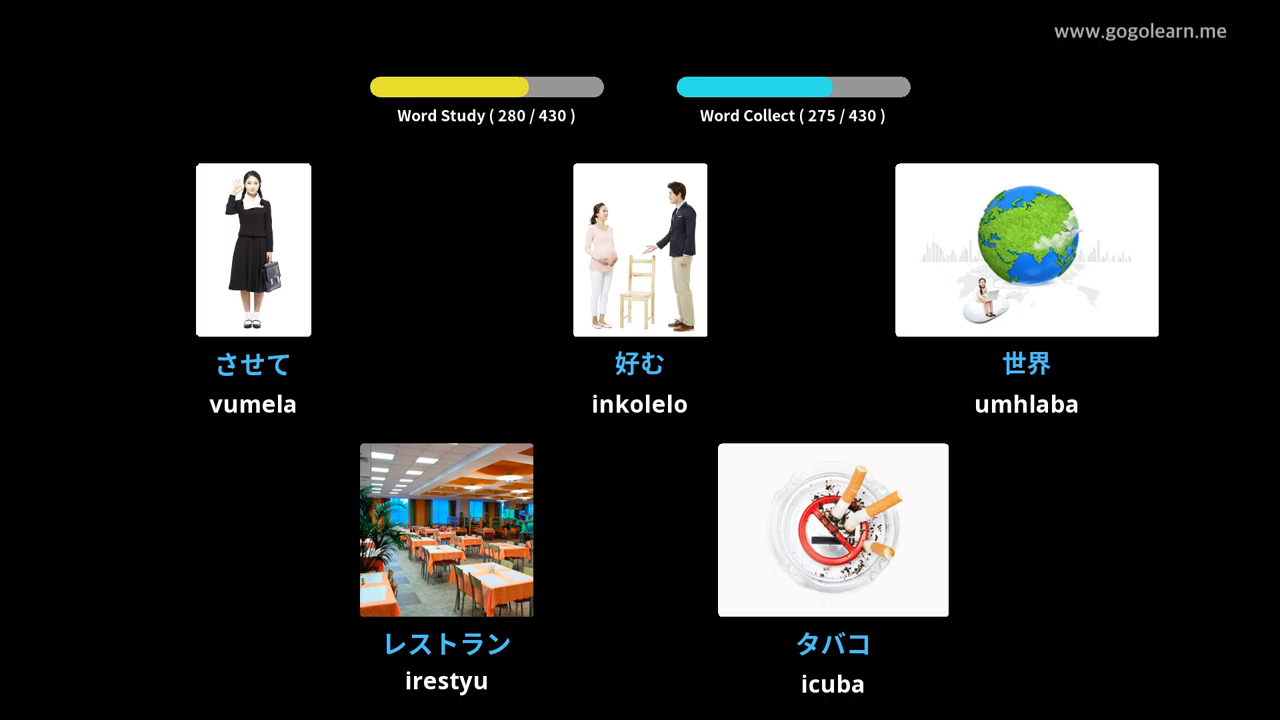 www.gogolearn.me
Word Study ( 280 / 430 )
Word Collect ( 275 / 430 )
させて
vumela
好む
inkolelo
世界
umhlaba
レストラン
irestyu
タバコ
icuba